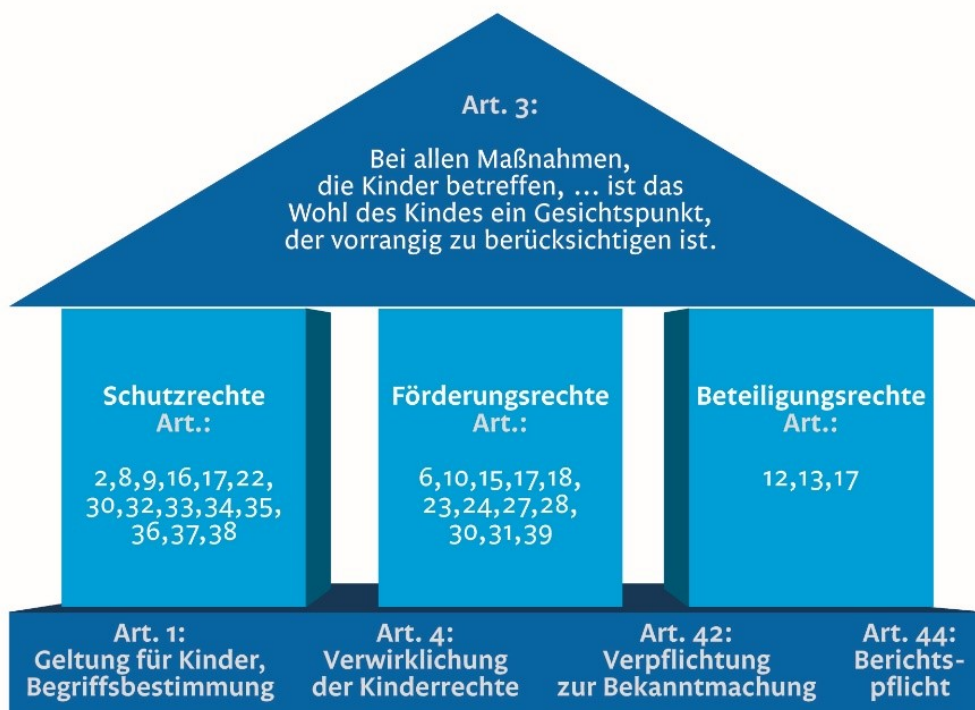 Art. 3:
Bei allen Maßnahmen,
die Kinder betreffen, ... ist das
Wohl des Kindes ein Gesichtspunkt,
der vorrangig zu berücksichtigen ist.
Schutzrechte
Art.:
2,8,9,16,17,22,
30,32,33,34,35,
36,37,38
Förderungsrechte
Art.:
6,10,15,17,18,
23,24,27,28,
30,31,39
Beteiligungsrechte
Art.:
12,13,17
Art. 1:
Geltung für Kinder,
Begriffsbestimmung
Art. 4:
Verwirklichung
der Kinderrechte
Art. 42:
Verpflichtung
zur Bekanntmachung
Art. 44:
Berichts-
pflicht